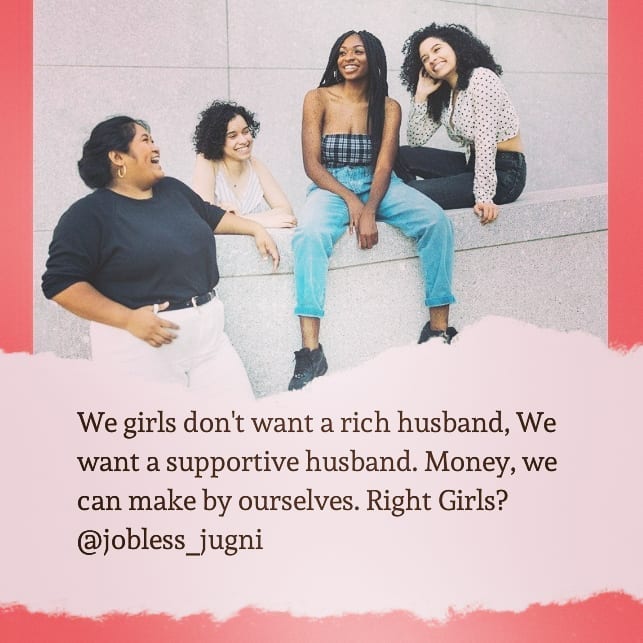 We girls don't want a rich husband, We
want a supportive husband. Money, we
can make by ourselves. Right Girls?
@jobless_jugni